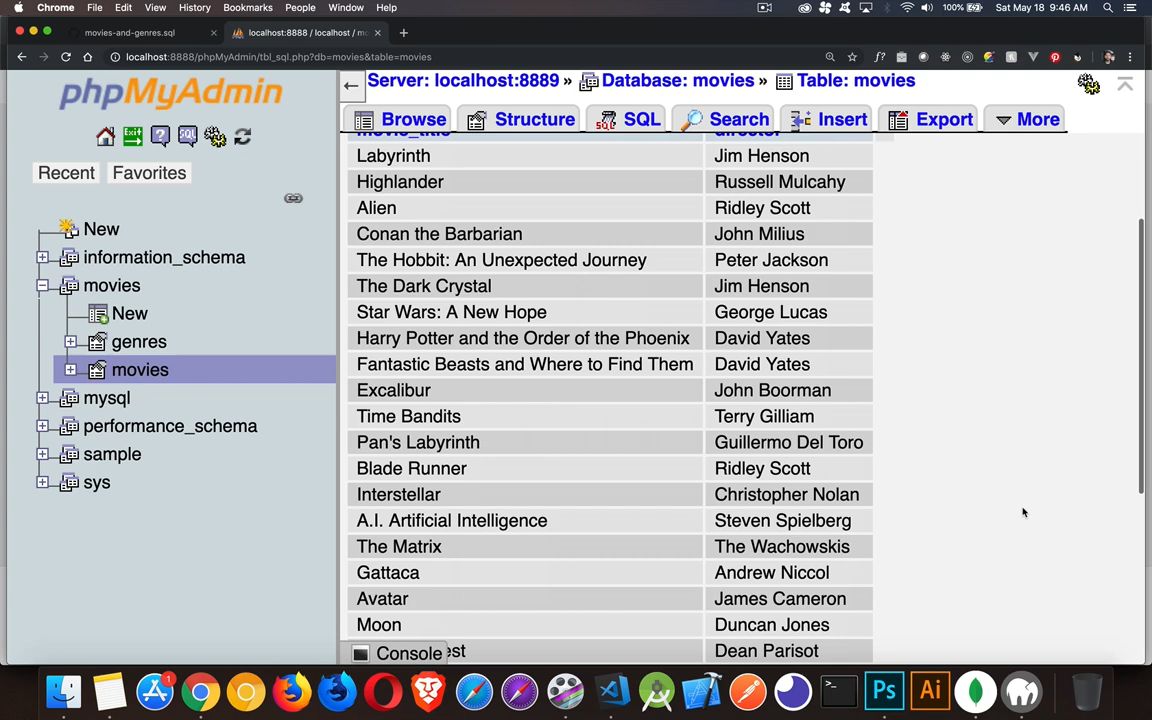 Chrome File Edit View History Bookmarks People Window Help 100% Sat May 18 9:46 AM
movies-and-genres.sql localhost:8888 / localhost / mo
localhost:8888/phpMyAdmin/tbl_sql.php?db=movies&table=movies
phpMyAdmin
Recent Favorites
New
information_schema
movies
New
genres
movies
mysql
performance_schema
sample
sys
Server: localhost:8889 » Database: movies » Table: movies
Browse Structure SQL Search Insert Export More
movie_title director
Labyrinth Jim Henson
Highlander Russell Mulcahy
Alien Ridley Scott
Conan the Barbarian John Milius
The Hobbit: An Unexpected Journey Peter Jackson
The Dark Crystal Jim Henson
Star Wars: A New Hope George Lucas
Harry Potter and the Order of the Phoenix David Yates
Fantastic Beasts and Where to Find Them David Yates
Excalibur John Boorman
Time Bandits Terry Gilliam
Pan's Labyrinth Guillermo Del Toro
Blade Runner Ridley Scott
Interstellar Christopher Nolan
A.I. Artificial Intelligence Steven Spielberg
The Matrix The Wachowskis
Gattaca Andrew Niccol
Avatar James Cameron
Moon Duncan Jones
Console est Dean Parisot
1
Ps Ai